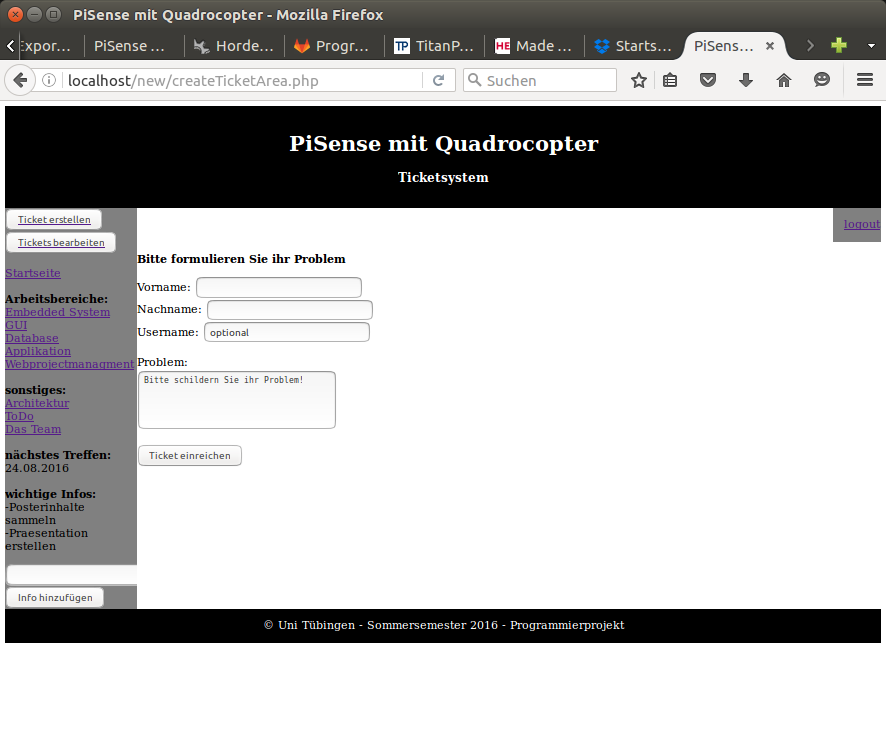 PiSense mit Quadrocopter - Mozilla Firefox
Expor... PiSense ... Horde... Progr... TitanP... Made ... Starts... PiSens...
localhost/new/createTicketArea.php Suchen
PiSense mit Quadrocopter
Ticketsystem
Ticket erstellen
Tickets bearbeiten
logout
Startseite
Arbeitsbereiche:
Embedded System
GUI
Database
Applikation
Webprojectmanagment
sonstiges:
Architektur
ToDo
Das Team
nächstes Treffen:
24.08.2016
wichtige Infos:
-Posterinhalte
sammeln
-Praesentation
erstellen
Info hinzufügen
Bitte formulieren Sie ihr Problem
Vorname:
Nachname:
Username: optional
Problem:
Bitte schildern Sie ihr Problem!
Ticket einreichen
© Uni Tübingen - Sommersemester 2016 - Programmierprojekt